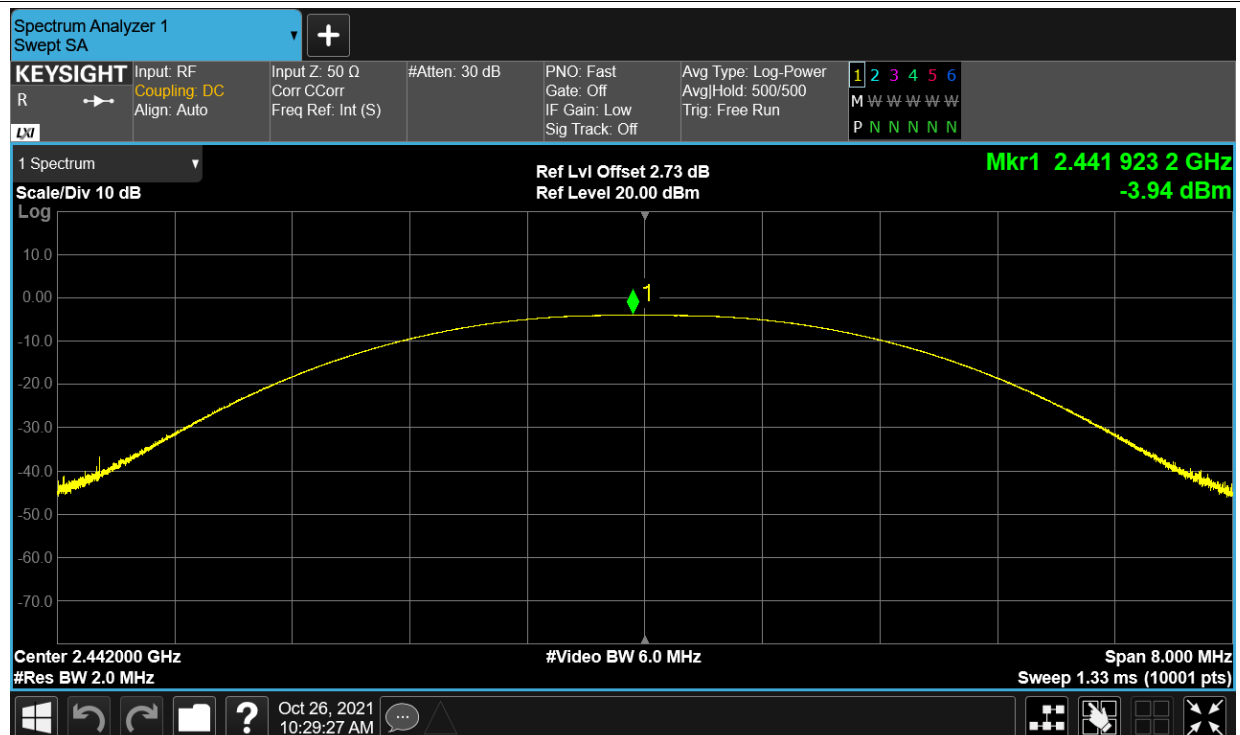 Spectrum Analyzer 1
Swept SA
KEYSIGHT
R
LXI
Input: RF
Coupling: DC
Align: Auto
Input Z: 50 Ω
Corr CCorr
Freq Ref: Int (S)
#Atten: 30 dB
PNO: Fast
Gate: Off
IF Gain: Low
Sig Track: Off
Avg Type: Log-Power
Avg|Hold: 500/500
Trig: Free Run
1 2 3 4 5 6
M W W W W W
P N N N N N
1 Spectrum
Scale/Div 10 dB
Log
Ref Lvl Offset 2.73 dB
Ref Level 20.00 dBm
Mkr1 2.441 923 2 GHz
-3.94 dBm
10.0
0.00
-10.0
-20.0
-30.0
-40.0
-50.0
-60.0
-70.0
1
Center 2.442000 GHz
#Res BW 2.0 MHz
#Video BW 6.0 MHz
Span 8.000 MHz
Sweep 1.33 ms (10001 pts)
?
Oct 26, 2021
10:29:27 AM